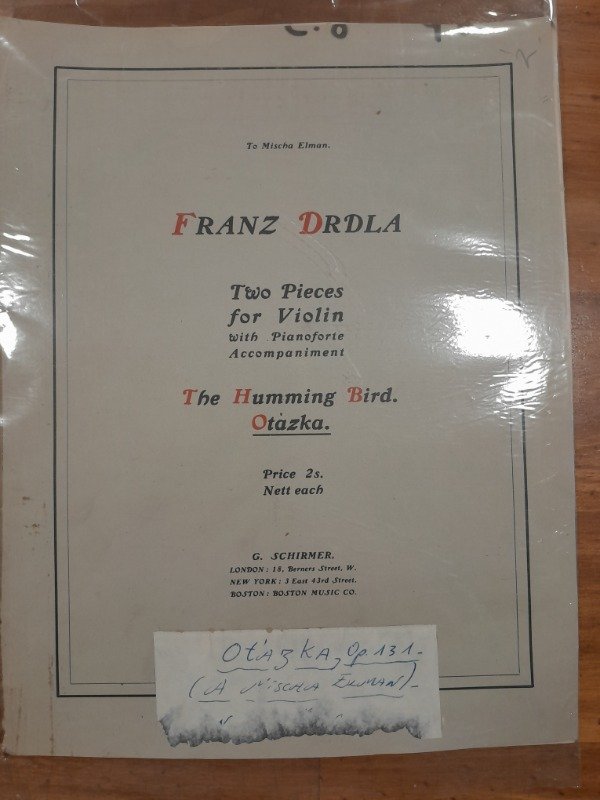 To Mischa Elman.
FRANZ DRDLA
Two Pieces
for Violin
with Pianoforte
Accompaniment
The Humming Bird.
Otàzka.
Price 2s.
Nett each
G. SCHIRMER.
LONDON: 18, Berners Street, W.
NEW YORK: 3 East 43rd Street.
BOSTON: BOSTON MUSIC CO.
OtázKA, Op. 131.
(A MISCHA ELMAN)